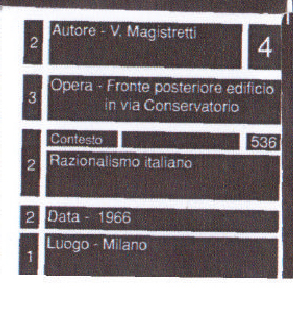 2 Autore - V. Magistretti 4
3 Opera - Fronte posteriore edificio
in via Conservatorio
Contesto 536
2 Razionalismo italiano
2 Data - 1966
1 Luogo - Milano